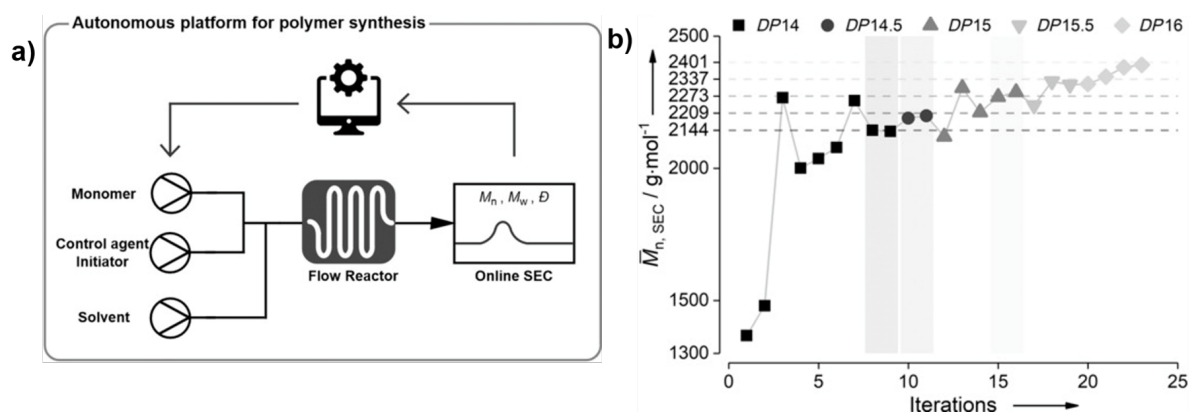 a)
Autonomous platform for polymer synthesis
Monomer
Control agent
Initiator
Solvent
Flow Reactor
Mn , Mw , Đ
Online SEC
b)
DP14 DP14.5 DP15 DP15.5 DP16
M̅n, SEC / g·mol⁻¹
2500
2401
2337
2273
2209
2144
2000
1500
1300
0 5 10 15 20 25
Iterations